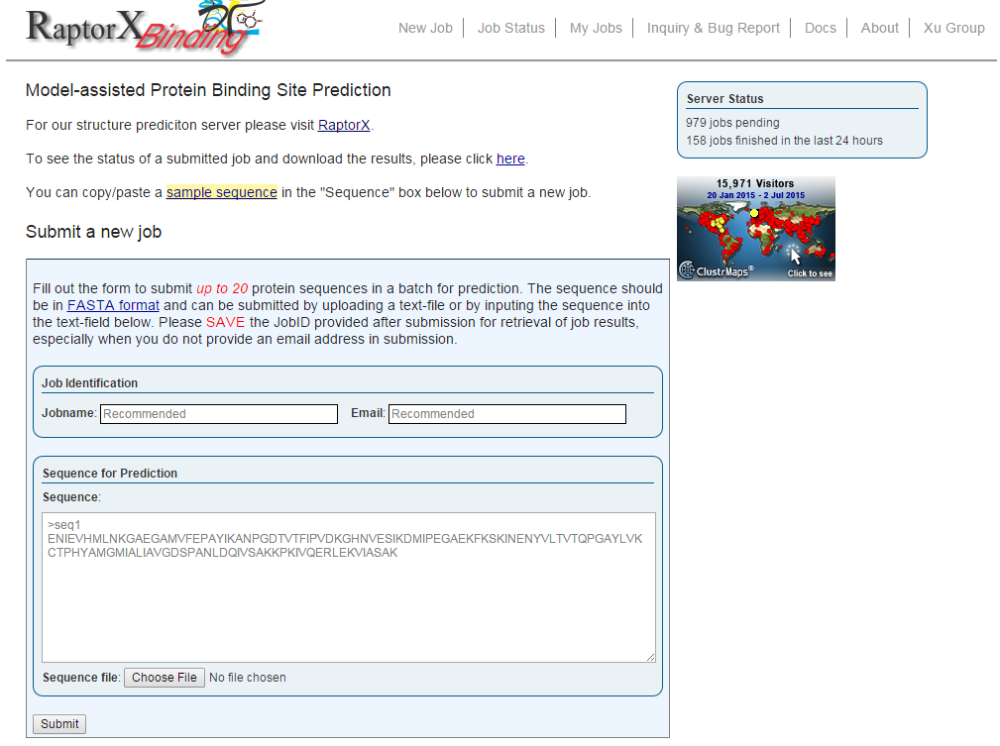 RaptorX Binding
New Job
Job Status
My Jobs
Inquiry & Bug Report
Docs
About
Xu Group
Model-assisted Protein Binding Site Prediction
For our structure prediciton server please visit RaptorX.
To see the status of a submitted job and download the results, please click here.
You can copy/paste a sample sequence in the "Sequence" box below to submit a new job.
Submit a new job
Fill out the form to submit up to 20 protein sequences in a batch for prediction. The sequence should
be in FASTA format and can be submitted by uploading a text-file or by inputing the sequence into
the text-field below. Please SAVE the JobID provided after submission for retrieval of job results,
especially when you do not provide an email address in submission.
Job Identification
Jobname: Recommended Email: Recommended
Sequence for Prediction
Sequence:
>seq1
ENIEVHMLNKGAEGAMVFEPAYIKANPGDTVTFIPVDKGHNVESIKDMIPEGAEKFKSKINENYVLTVTQPGAYLVK
CTPHYAMGMIALIAVGDSPANLDQIVSAKKPKIVQERLEKVIASAK
Sequence file: Choose File No file chosen
Submit
Server Status
979 jobs pending
158 jobs finished in the last 24 hours
15,971 Visitors
20 Jan 2015 - 2 Jul 2015
ClustrMaps®
Click to see